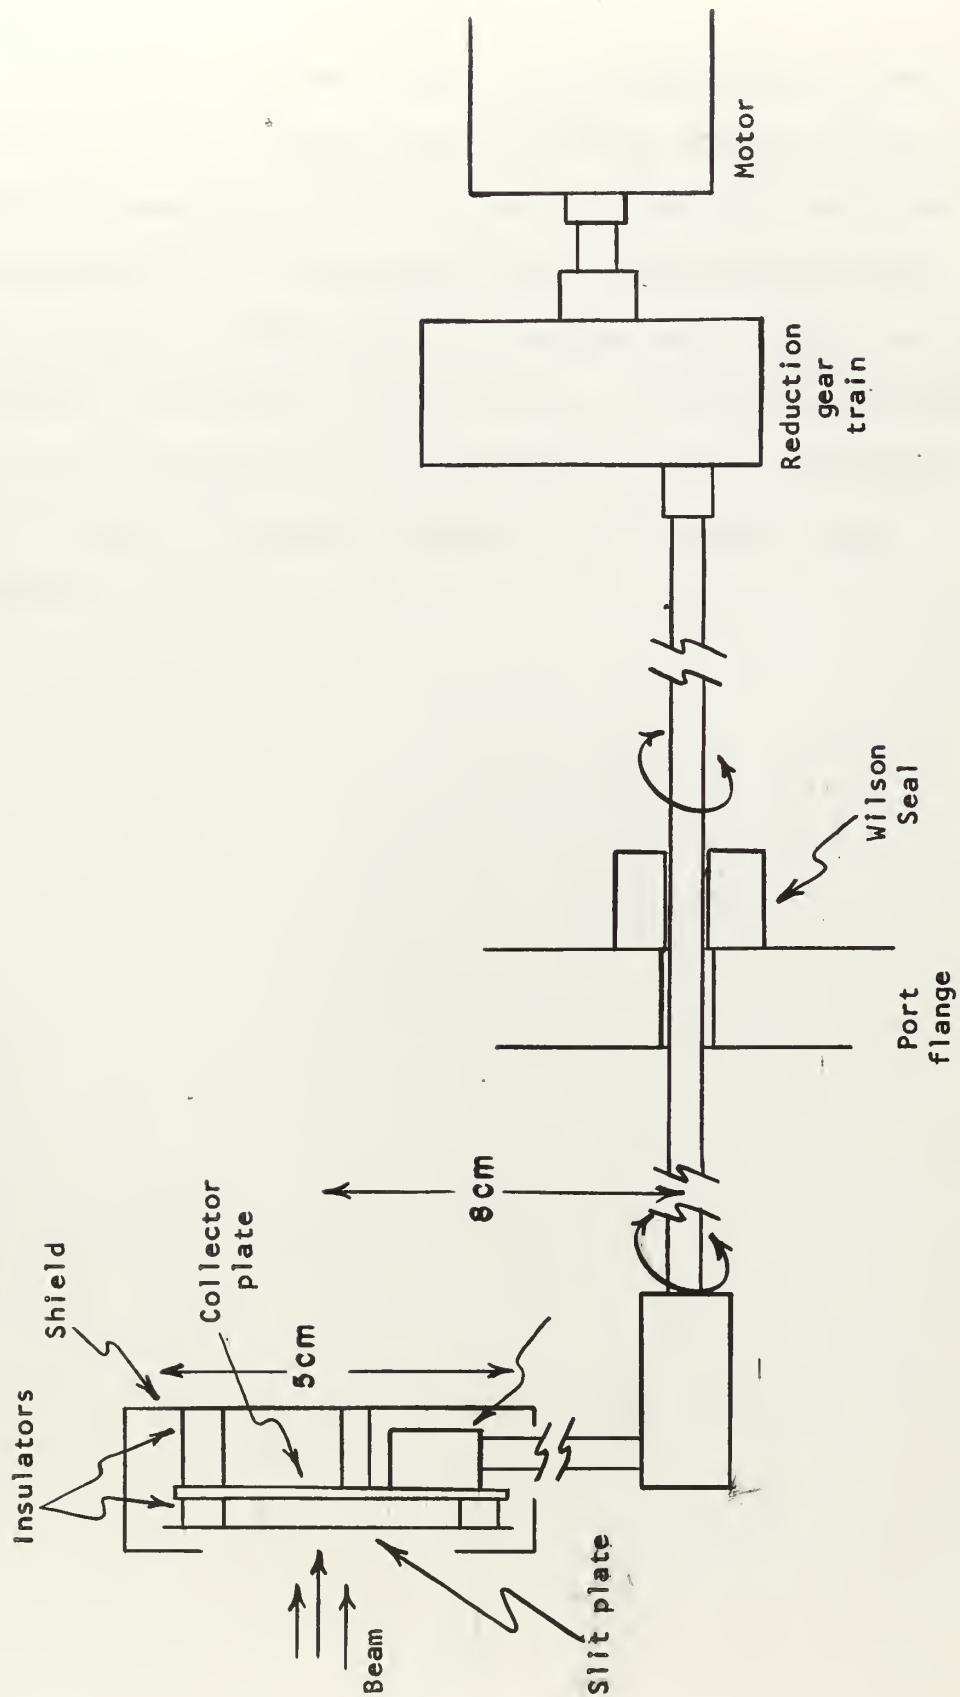 Insulators
Shield
Collector
plate
5cm
8cm
Beam
Slit plate
Port
flange
Wilson
Seal
Reduction
gear
train
Motor